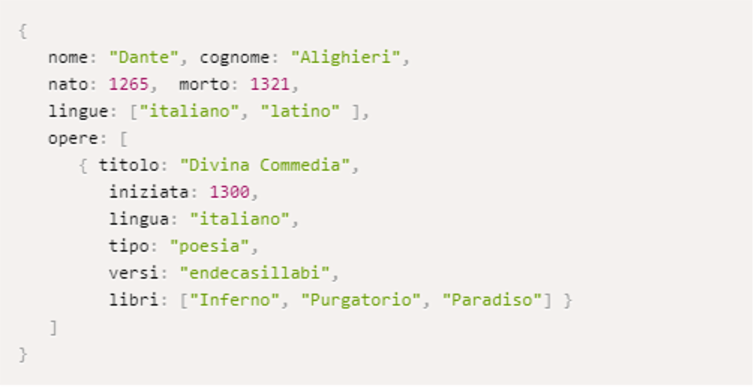 {
nome: "Dante", cognome: "Alighieri",
nato: 1265, morto: 1321,
lingue: ["italiano", "latino" ],
opere: [
{ titolo: "Divina Commedia",
iniziata: 1300,
lingua: "italiano",
tipo: "poesia",
versi: "endecasillabi",
libri: ["Inferno", "Purgatorio", "Paradiso"] }
]
}